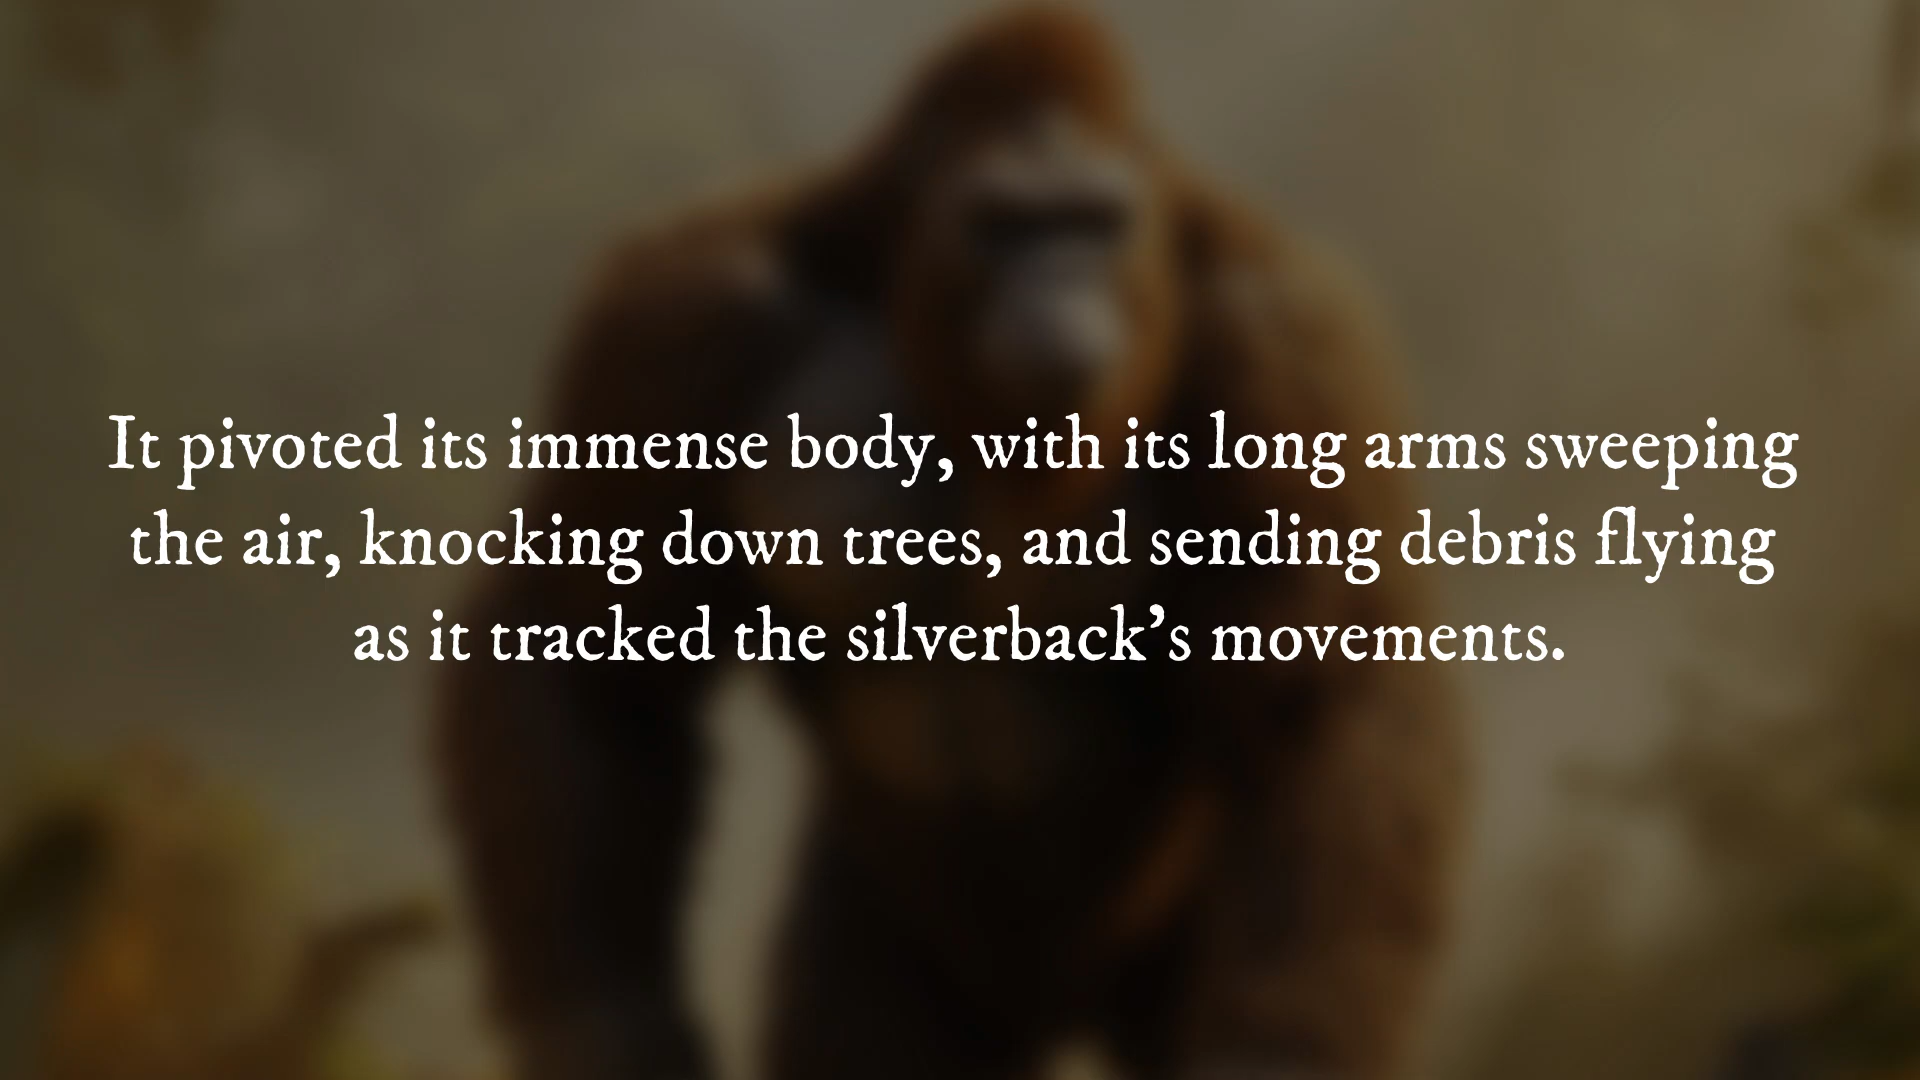 It pivoted its immense body, with its long arms sweeping
the air, knocking down trees, and sending debris flying
as it tracked the silverback’s movements.